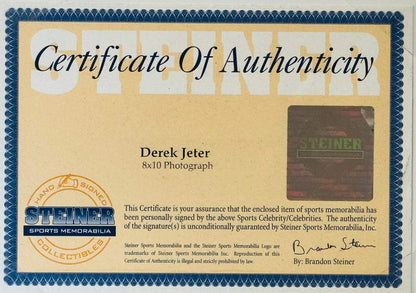 STEINER
Certificate Of Authenticity
STEINER
Derek Jeter
8x10 Photograph
HAND SIGNED
STEINER
SPORTS MEMORABILIA
COLLECTIBLES
This Certificate is your assurance that the enclosed item of sports memorabilia has
been personally signed by the above Sports Celebrity/Celebrities. The authenticity
of the signature(s) is unconditionally guaranteed by Steiner Sports Memorabilia, Inc.
Steiner Sports Memorabilia and the Steiner Sports Memorabilia Logo are
trademarks of Steiner Sports Memorabilia, Inc. Reproduction of this
Certificate of Authenticity is illegal and strictly prohibited by law.
Brandon Steiner
By: Brandon Steiner